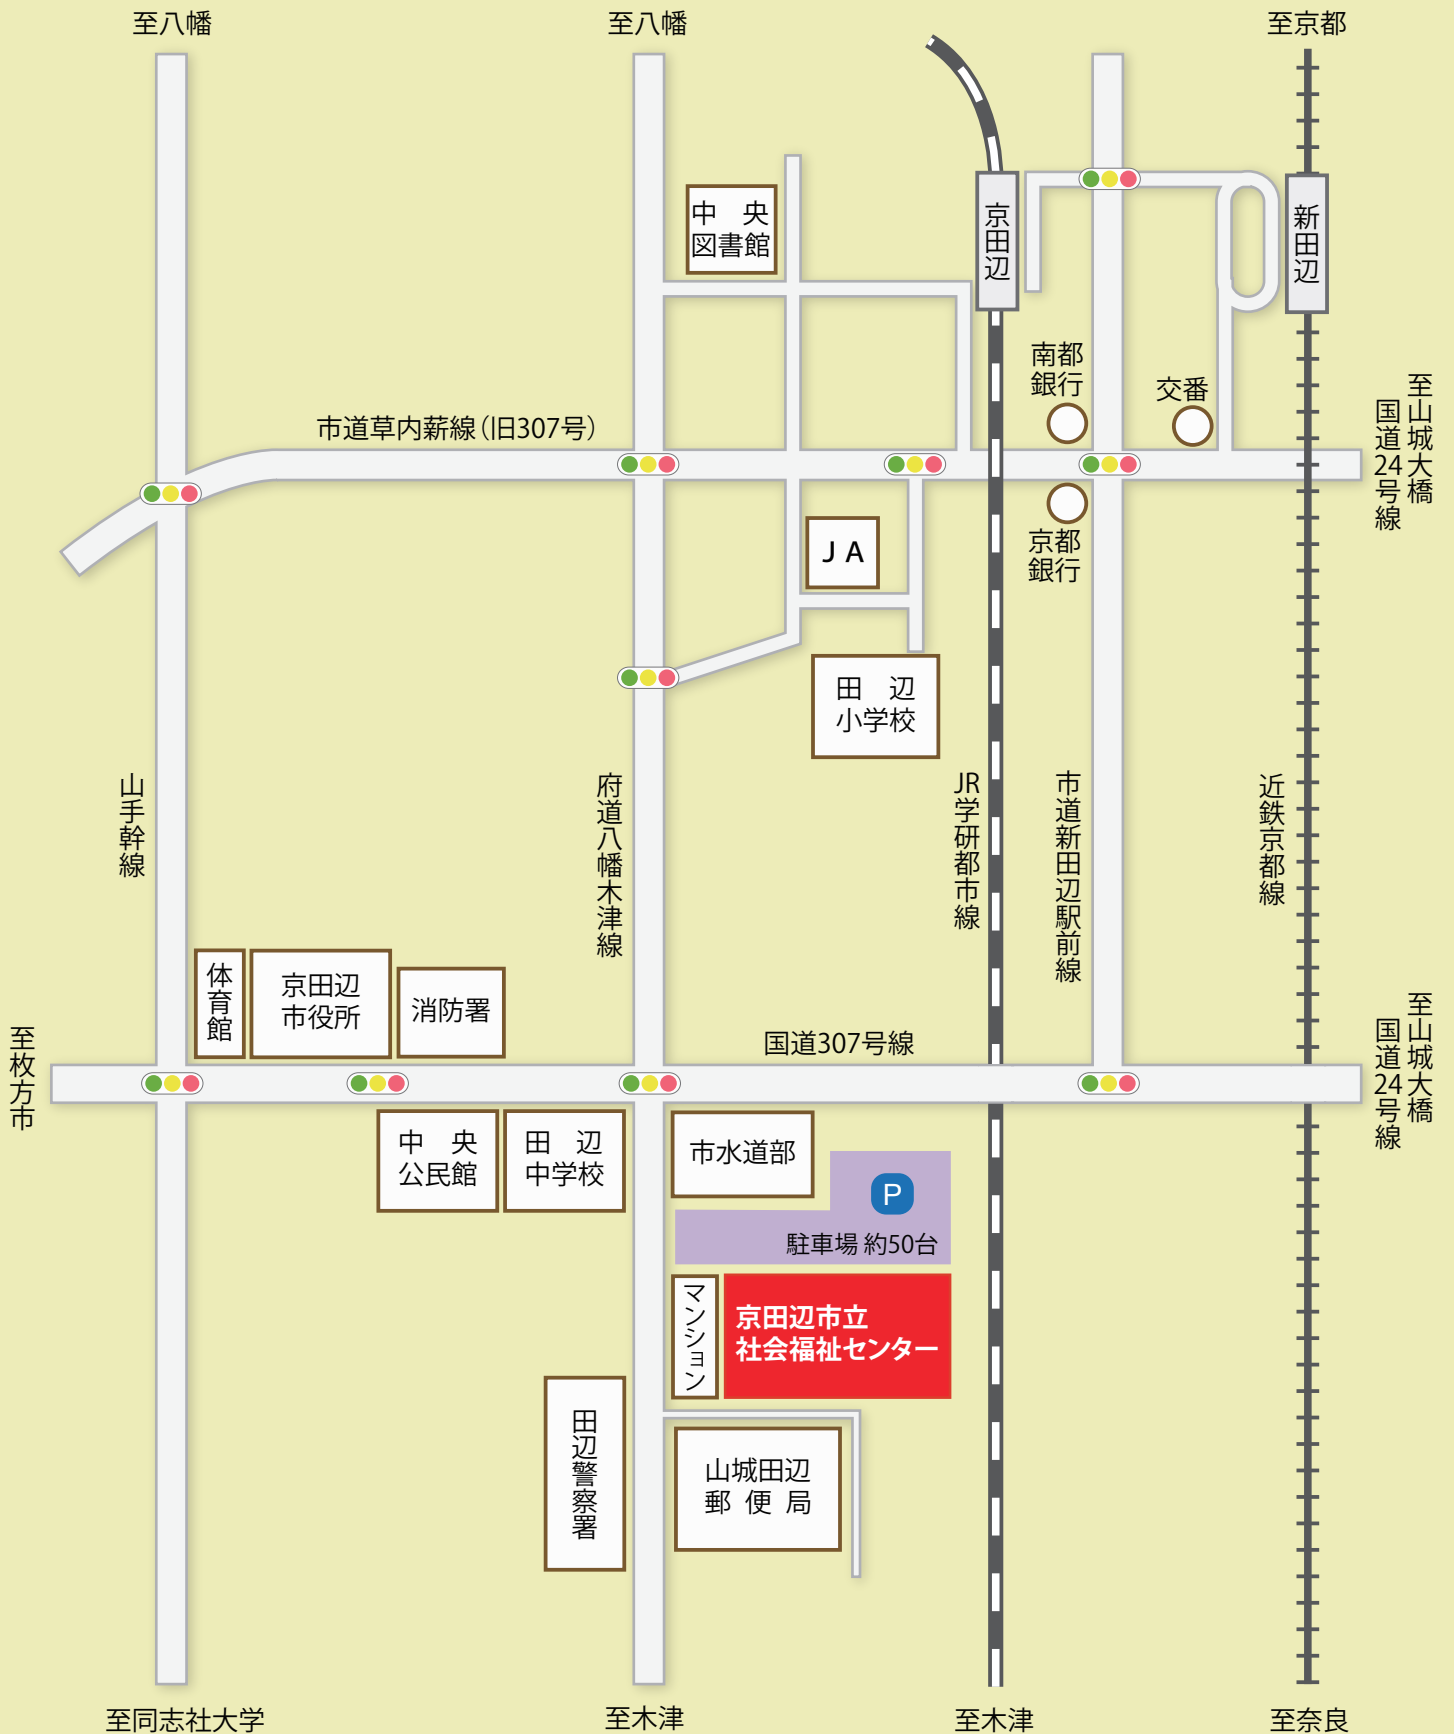 至八幡
至八幡
至京都
中　央
図書館
京田辺
新田辺
南都
銀行
交番
至山城大橋
国道24号線
市道草内薪線（旧307号）
JA
京都
銀行
田　辺
小学校
山手幹線
府道八幡木津線
JR学研都市線
市道新田辺駅前線
近鉄京都線
体育館
京田辺
市役所
消防署
国道307号線
至枚方市
至山城大橋
国道24号線
中　央
公民館
田　辺
中学校
市水道部
P
駐車場 約50台
マンション
京田辺市立
社会福祉センター
田辺警察署
山城田辺
郵 便 局
至同志社大学
至木津
至木津
至奈良